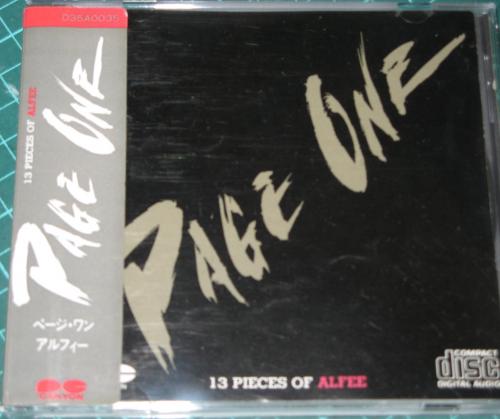 D35A0035
13 PIECES OF ALFEE
PAGE ONE
ページ・ワン
アルフィー
CANYON
PAGE ONE
13 PIECES OF ALFEE
COMPACT
disc
DIGITAL AUDIO